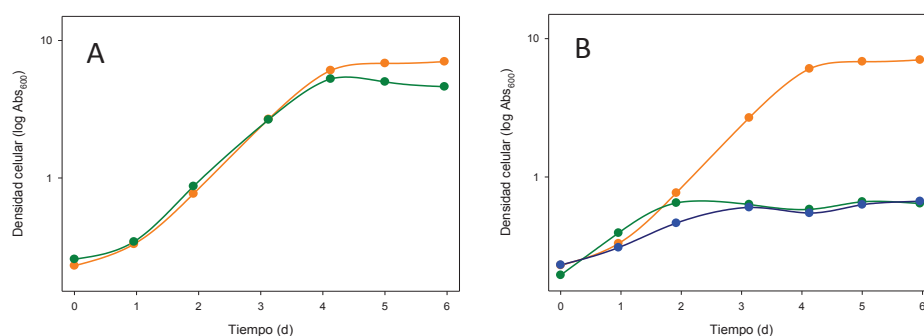 A
Densidad celular (log Abs600)
10
1
0 1 2 3 4 5 6
Tiempo (d)
B
Densidad celular (log Abs600)
10
1
0 1 2 3 4 5 6
Tiempo (d)